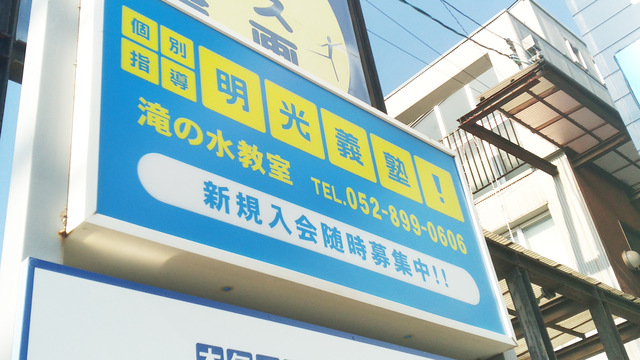 個別
指導
明光義塾!
滝の水教室
TEL.052-899-0606
新規入会随時募集中!!